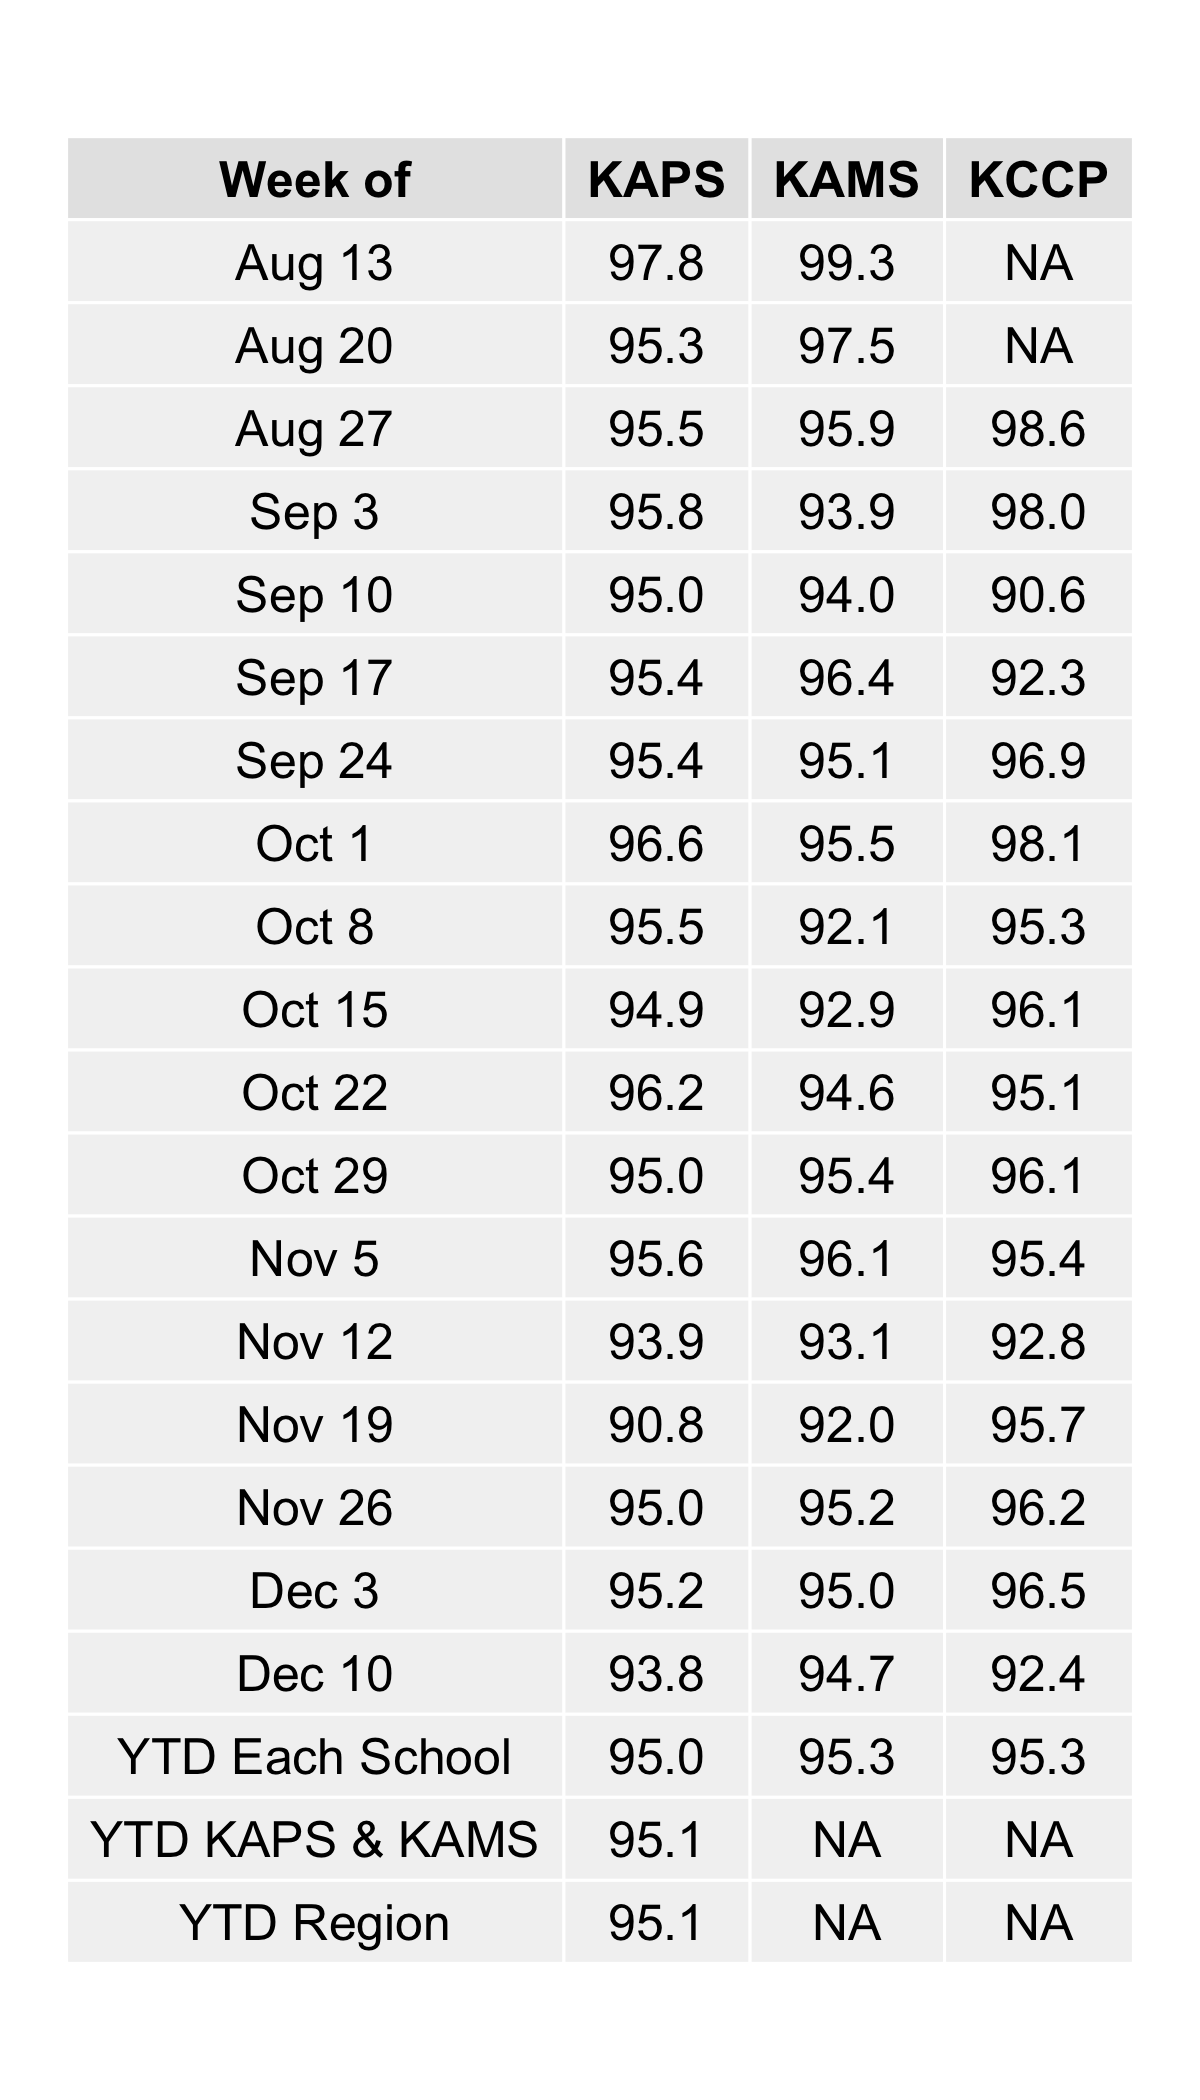 Week of KAPS KAMS KCCP
Aug 13 97.8 99.3 NA
Aug 20 95.3 97.5 NA
Aug 27 95.5 95.9 98.6
Sep 3 95.8 93.9 98.0
Sep 10 95.0 94.0 90.6
Sep 17 95.4 96.4 92.3
Sep 24 95.4 95.1 96.9
Oct 1 96.6 95.5 98.1
Oct 8 95.5 92.1 95.3
Oct 15 94.9 92.9 96.1
Oct 22 96.2 94.6 95.1
Oct 29 95.0 95.4 96.1
Nov 5 95.6 96.1 95.4
Nov 12 93.9 93.1 92.8
Nov 19 90.8 92.0 95.7
Nov 26 95.0 95.2 96.2
Dec 3 95.2 95.0 96.5
Dec 10 93.8 94.7 92.4
YTD Each School 95.0 95.3 95.3
YTD KAPS & KAMS 95.1 NA NA
YTD Region 95.1 NA NA